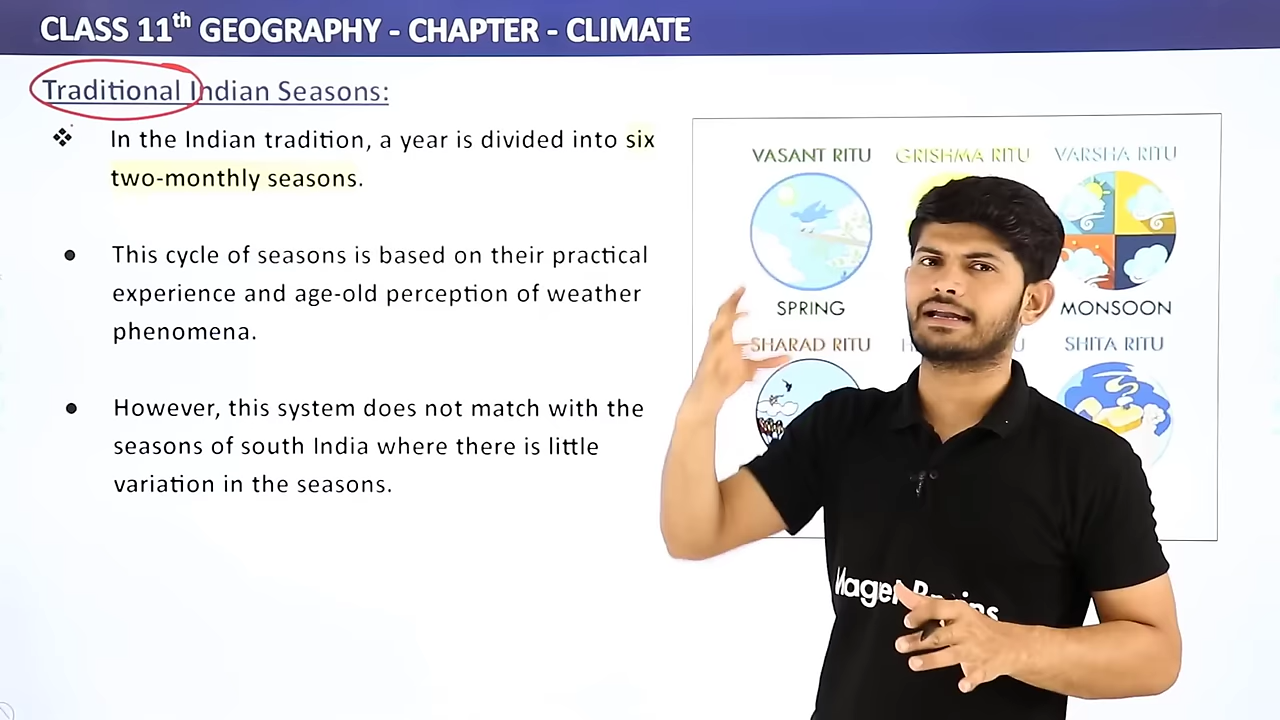 CLASS 11th GEOGRAPHY - CHAPTER - CLIMATE
Traditional Indian Seasons:
In the Indian tradition, a year is divided into six
two-monthly seasons.
This cycle of seasons is based on their practical
experience and age-old perception of weather
phenomena.
However, this system does not match with the
seasons of south India where there is little
variation in the seasons.
VASANT RITU GRISHMA RITU VARSHA RITU
SPRING MONSOON
SHARAD RITU SHITA RITU